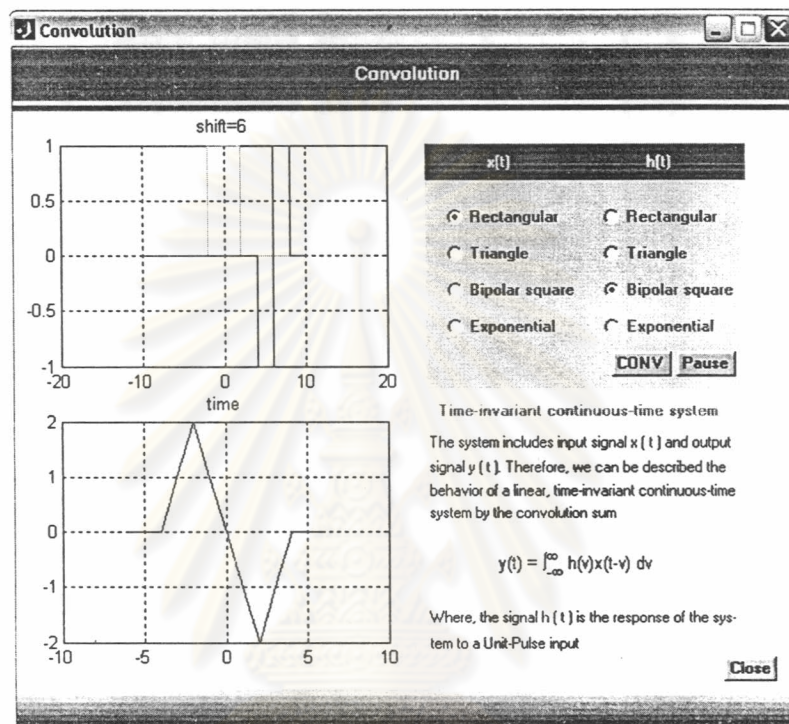 Convolution
Convolution
shift=6
1
0.5
0
-0.5
-1
-20 -10 0 10 20
time
2
1
0
-1
-2
-10 -5 0 5 10
x(t) h(t)
Rectangular Rectangular
Triangle Triangle
Bipolar square Bipolar square
Exponential Exponential
CONV Pause
Time-invariant continuous-time system
The system includes input signal x ( t ) and output
signal y ( t ). Therefore, we can be described the
behavior of a linear, time-invariant continuous-time
system by the convolution sum
y(t) = ∫_{-∞}^{∞} h(v)x(t-v) dv
Where, the signal h ( t ) is the response of the sys-
tem to a Unit-Pulse input
Close